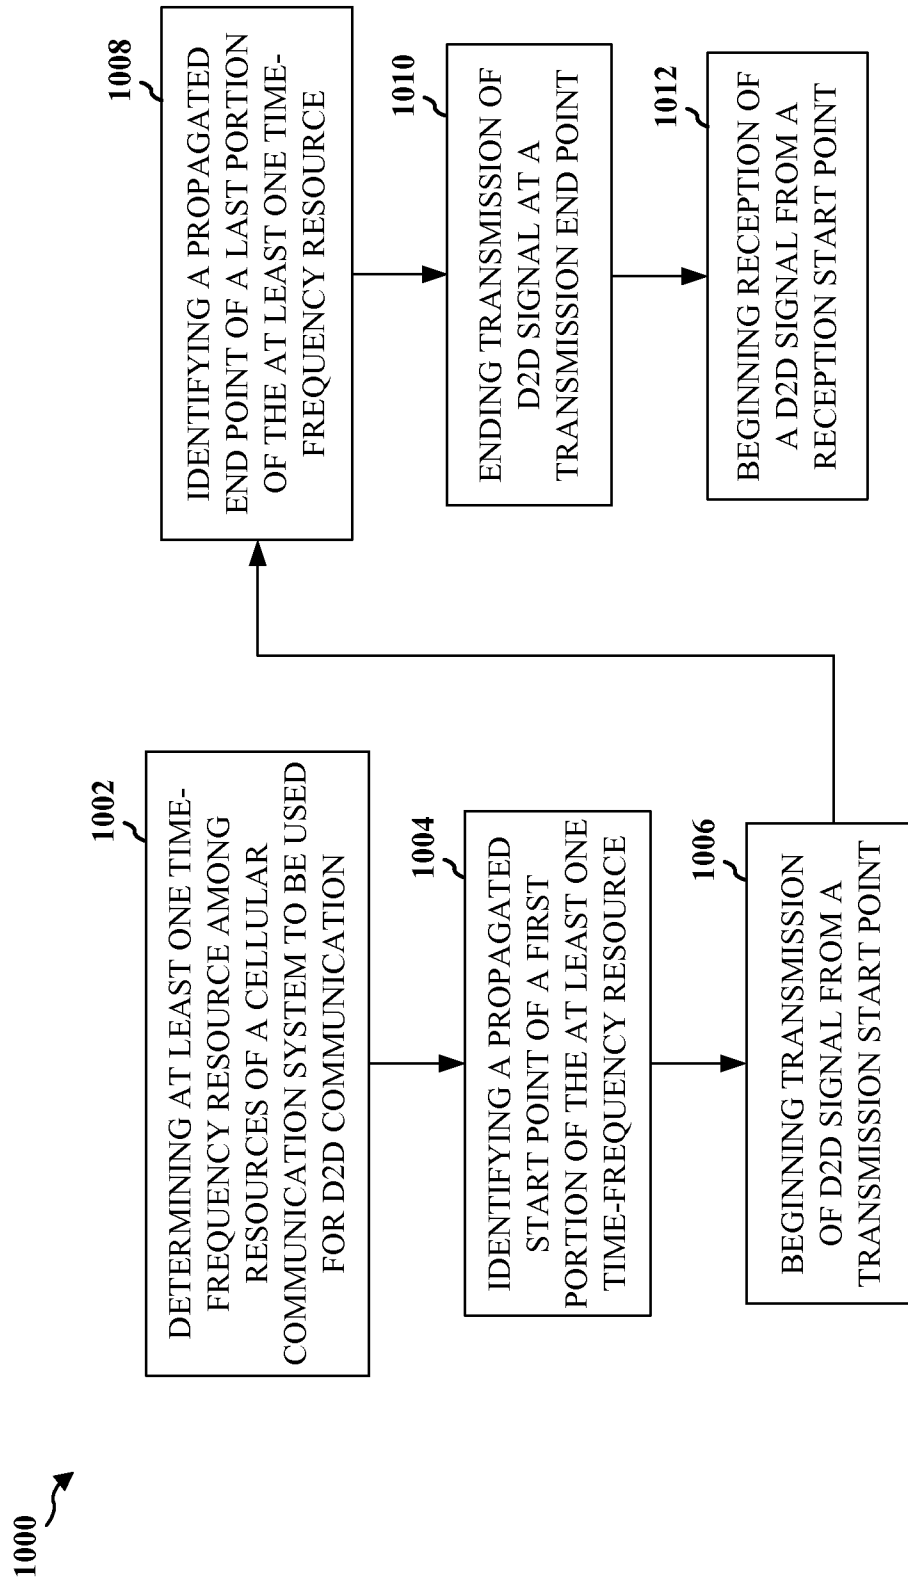 1000
1002
DETERMINING AT LEAST ONE TIME-
FREQUENCY RESOURCE AMONG
RESOURCES OF A CELLULAR
COMMUNICATION SYSTEM TO BE USED
FOR D2D COMMUNICATION
1004
IDENTIFYING A PROPAGATED
START POINT OF A FIRST
PORTION OF THE AT LEAST ONE
TIME-FREQUENCY RESOURCE
1006
BEGINNING TRANSMISSION
OF D2D SIGNAL FROM A
TRANSMISSION START POINT
1008
IDENTIFYING A PROPAGATED
END POINT OF A LAST PORTION
OF THE AT LEAST ONE TIME-
FREQUENCY RESOURCE
1010
ENDING TRANSMISSION OF
D2D SIGNAL AT A
TRANSMISSION END POINT
1012
BEGINNING RECEPTION OF
A D2D SIGNAL FROM A
RECEPTION START POINT